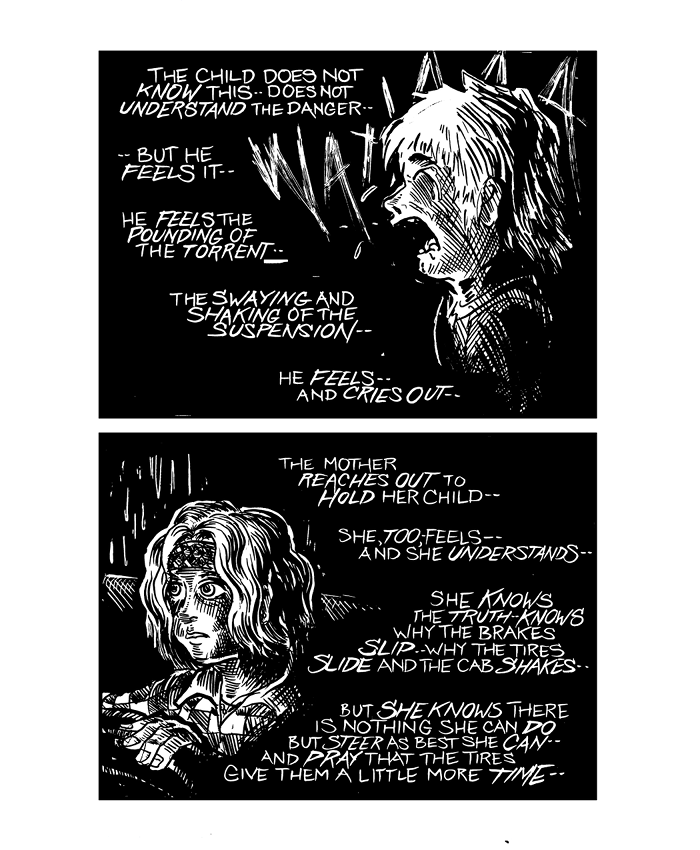 THE CHILD DOES NOT
KNOW THIS-- DOES NOT
UNDERSTAND THE DANGER--
-- BUT HE
FEELS IT--
HE FEELS THE
POUNDING OF
THE TORRENT--
THE SWAYING AND
SHAKING OF THE
SUSPENSION--
HE FEELS--
AND CRIES OUT--
WAHAAAA
THE MOTHER
REACHES OUT TO
HOLD HER CHILD--
SHE, TOO, FEELS--
AND SHE UNDERSTANDS--
SHE KNOWS
THE TRUTH--KNOWS
WHY THE BRAKES
SLIP--WHY THE TIRES
SLIDE AND THE CAB SHAKES--
BUT SHE KNOWS THERE
IS NOTHING SHE CAN DO
BUT STEER AS BEST SHE CAN--
AND PRAY THAT THE TIRES
GIVE THEM A LITTLE MORE TIME--